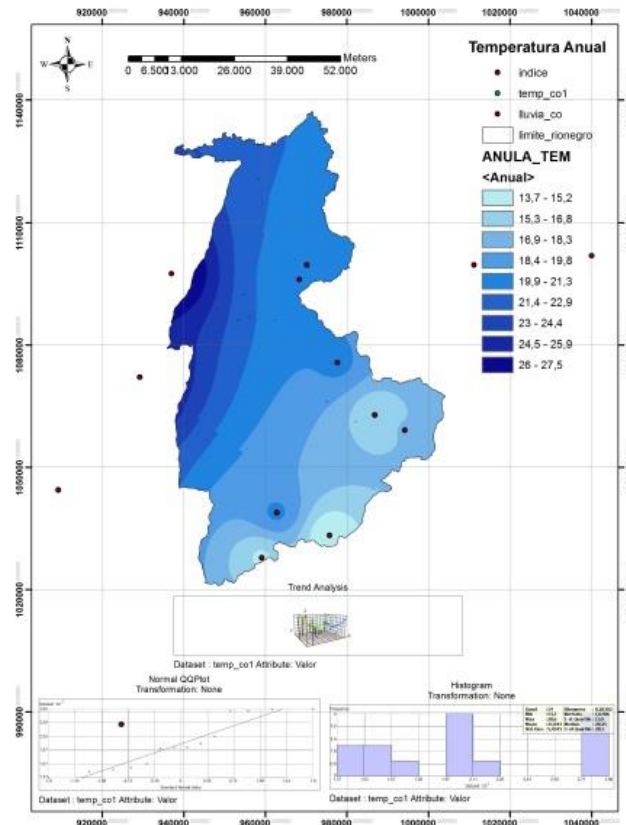 920000 940000 960000 980000 1000000 1020000 1040000
N
W E
S
Meters
0 6.50013.000 26.000 39.000 52.000
Temperatura Anual
indice
temp_co1
lluvia_co
limite_rionegro
ANULA_TEM
<Anual>
13,7 - 15,2
15,3 - 16,8
16,9 - 18,3
18,4 - 19,8
19,9 - 21,3
21,4 - 22,9
23 - 24,4
24,5 - 25,9
26 - 27,5
1140000
1110000
1080000
1050000
1020000
990000
Trend Analysis
Dataset : temp_co1 Attribute: Valor
Normal QQPlot
Transformation: None
Dataset : temp_co1 Attribute: Valor
Histogram
Transformation: None
Dataset : temp_co1 Attribute: Valor
920000 940000 960000 980000 1000000 1020000 1040000